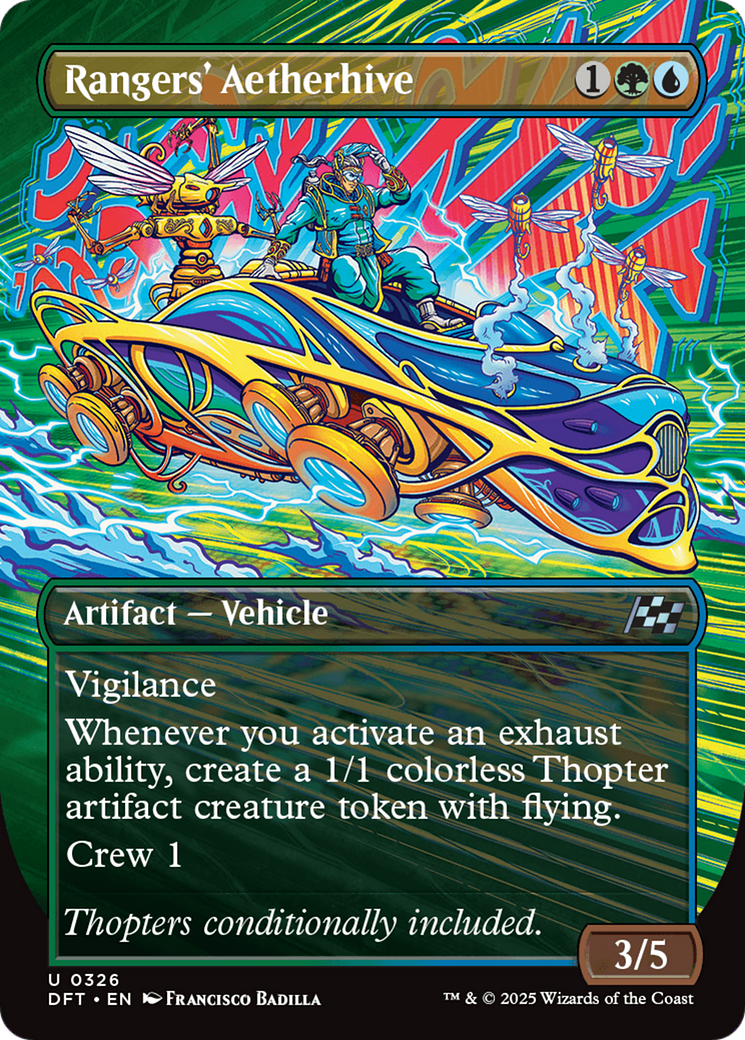 Rangers' Aetherhive
1
Artifact — Vehicle
Vigilance
Whenever you activate an exhaust
ability, create a 1/1 colorless Thopter
artifact creature token with flying.
Crew 1
Thopters conditionally included.
3/5
U 0326
DFT • EN Francisco Badilla
™ & © 2025 Wizards of the Coast